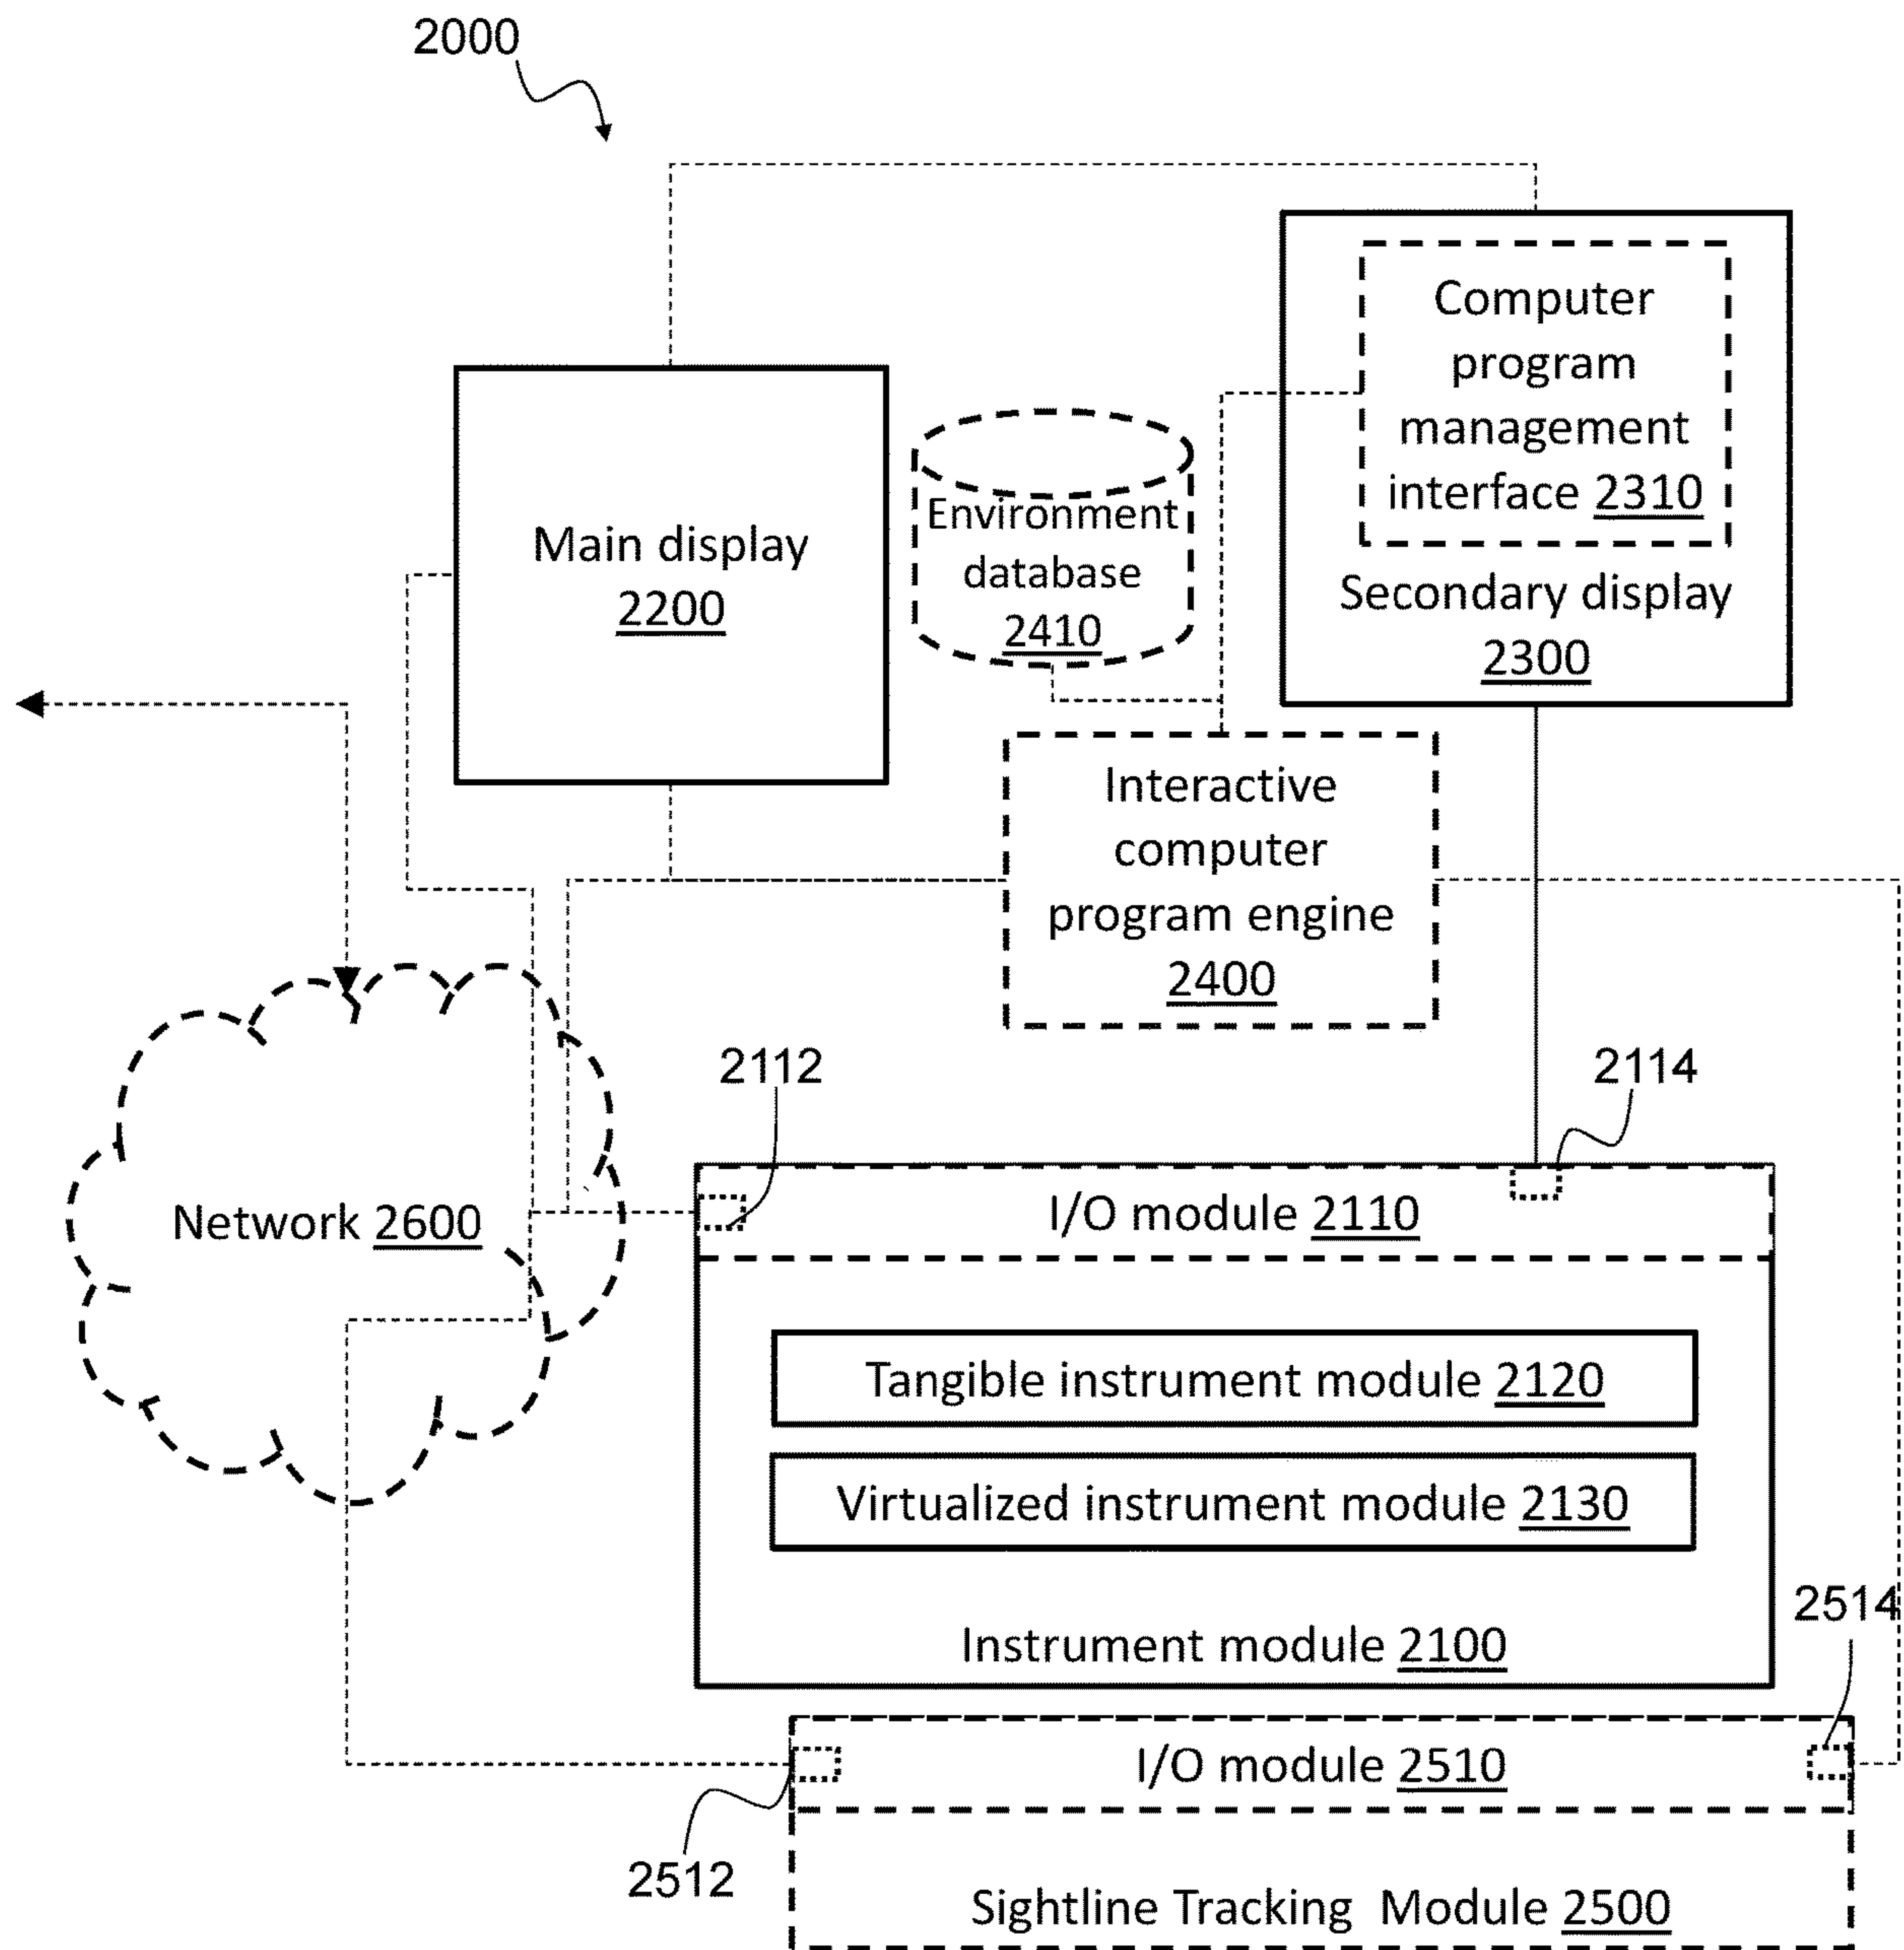 2000
Computer
program
management
interface 2310
Secondary display
2300
Main display
2200
Environment
database
2410
Interactive
computer
program engine
2400
2112
2114
Network 2600
I/O module 2110
Tangible instrument module 2120
Virtualized instrument module 2130
Instrument module 2100
2514
I/O module 2510
2512
Sightline Tracking Module 2500